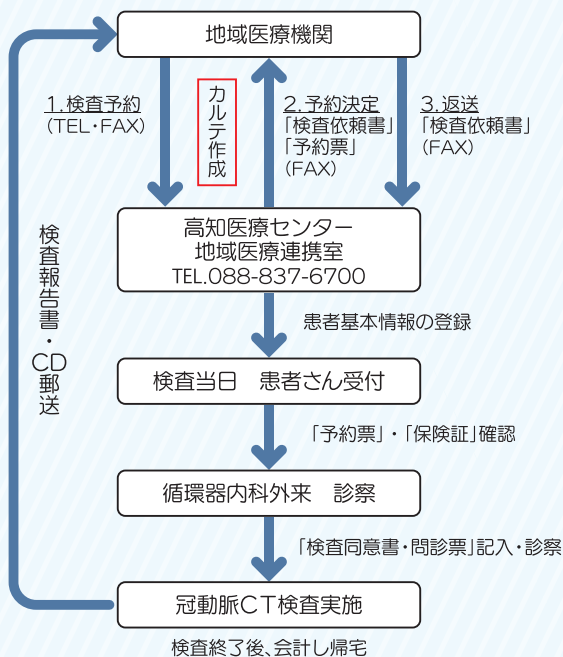 地域医療機関
1.検査予約
（TEL・FAX）
カルテ作成
2.予約決定
「検査依頼書」
「予約票」
（FAX）
3.返送
「検査依頼書」
（FAX）
高知医療センター
地域医療連携室
TEL.088-837-6700
患者基本情報の登録
検査当日　患者さん受付
「予約票」・「保険証」確認
循環器内科外来　診察
「検査同意書・問診票」記入・診察
冠動脈CT検査実施
検査終了後、会計し帰宅
検査報告書・CD郵送